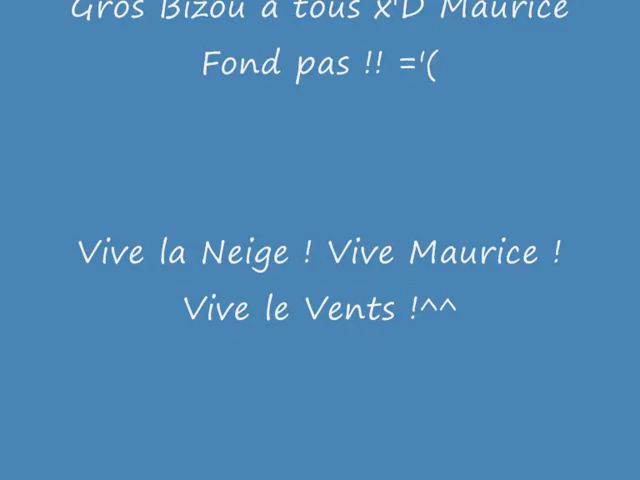 Gros Bizou a tous x'D Maurice
Fond pas !! ='(
Vive la Neige ! Vive Maurice !
Vive le Vents !^^